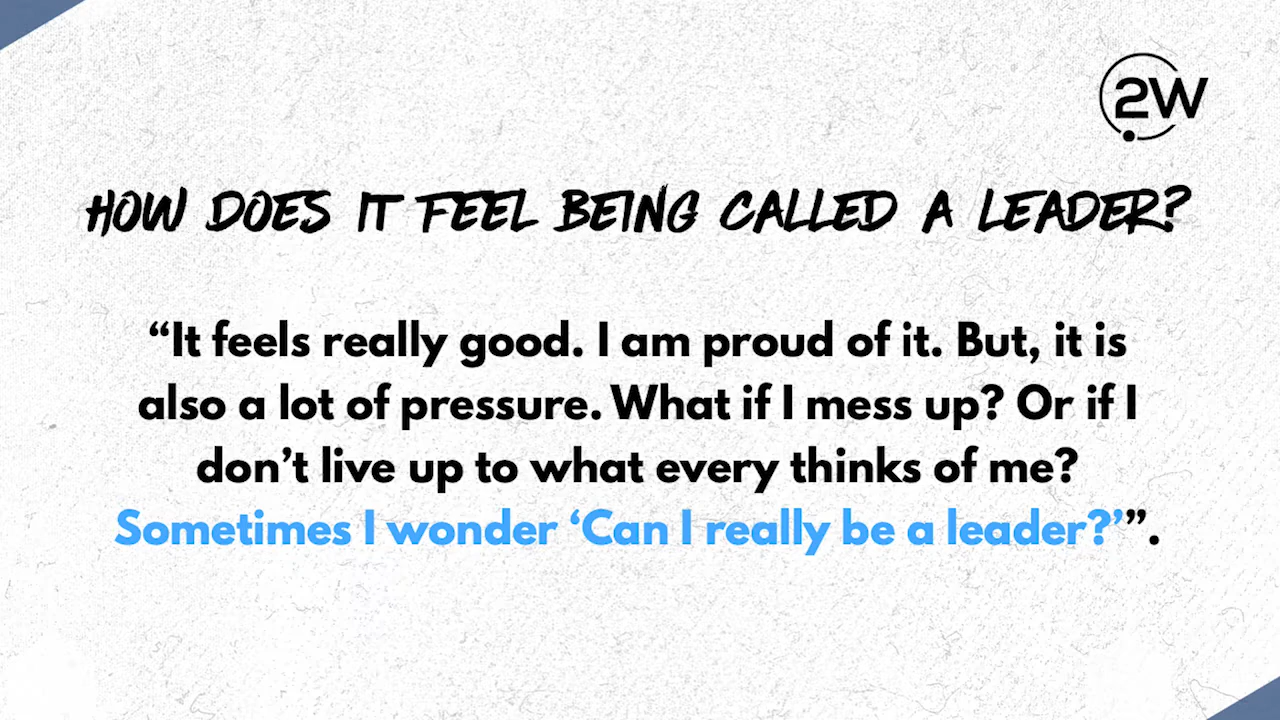 2W
HOW DOES IT FEEL BEING CALLED A LEADER?
“It feels really good. I am proud of it. But, it is
also a lot of pressure. What if I mess up? Or if I
don’t live up to what every thinks of me?
Sometimes I wonder ‘Can I really be a leader?’”.